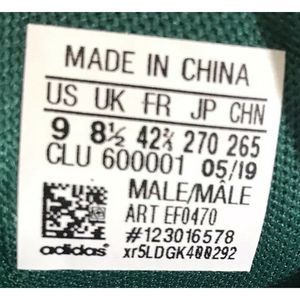 MADE IN CHINA
US UK FR JP CHN
9 8½ 42⅔ 270 265
CLU 600001 05/19
MALE/MÂLE
ART EF0470
#123016578
adidas xr5LDGK400292